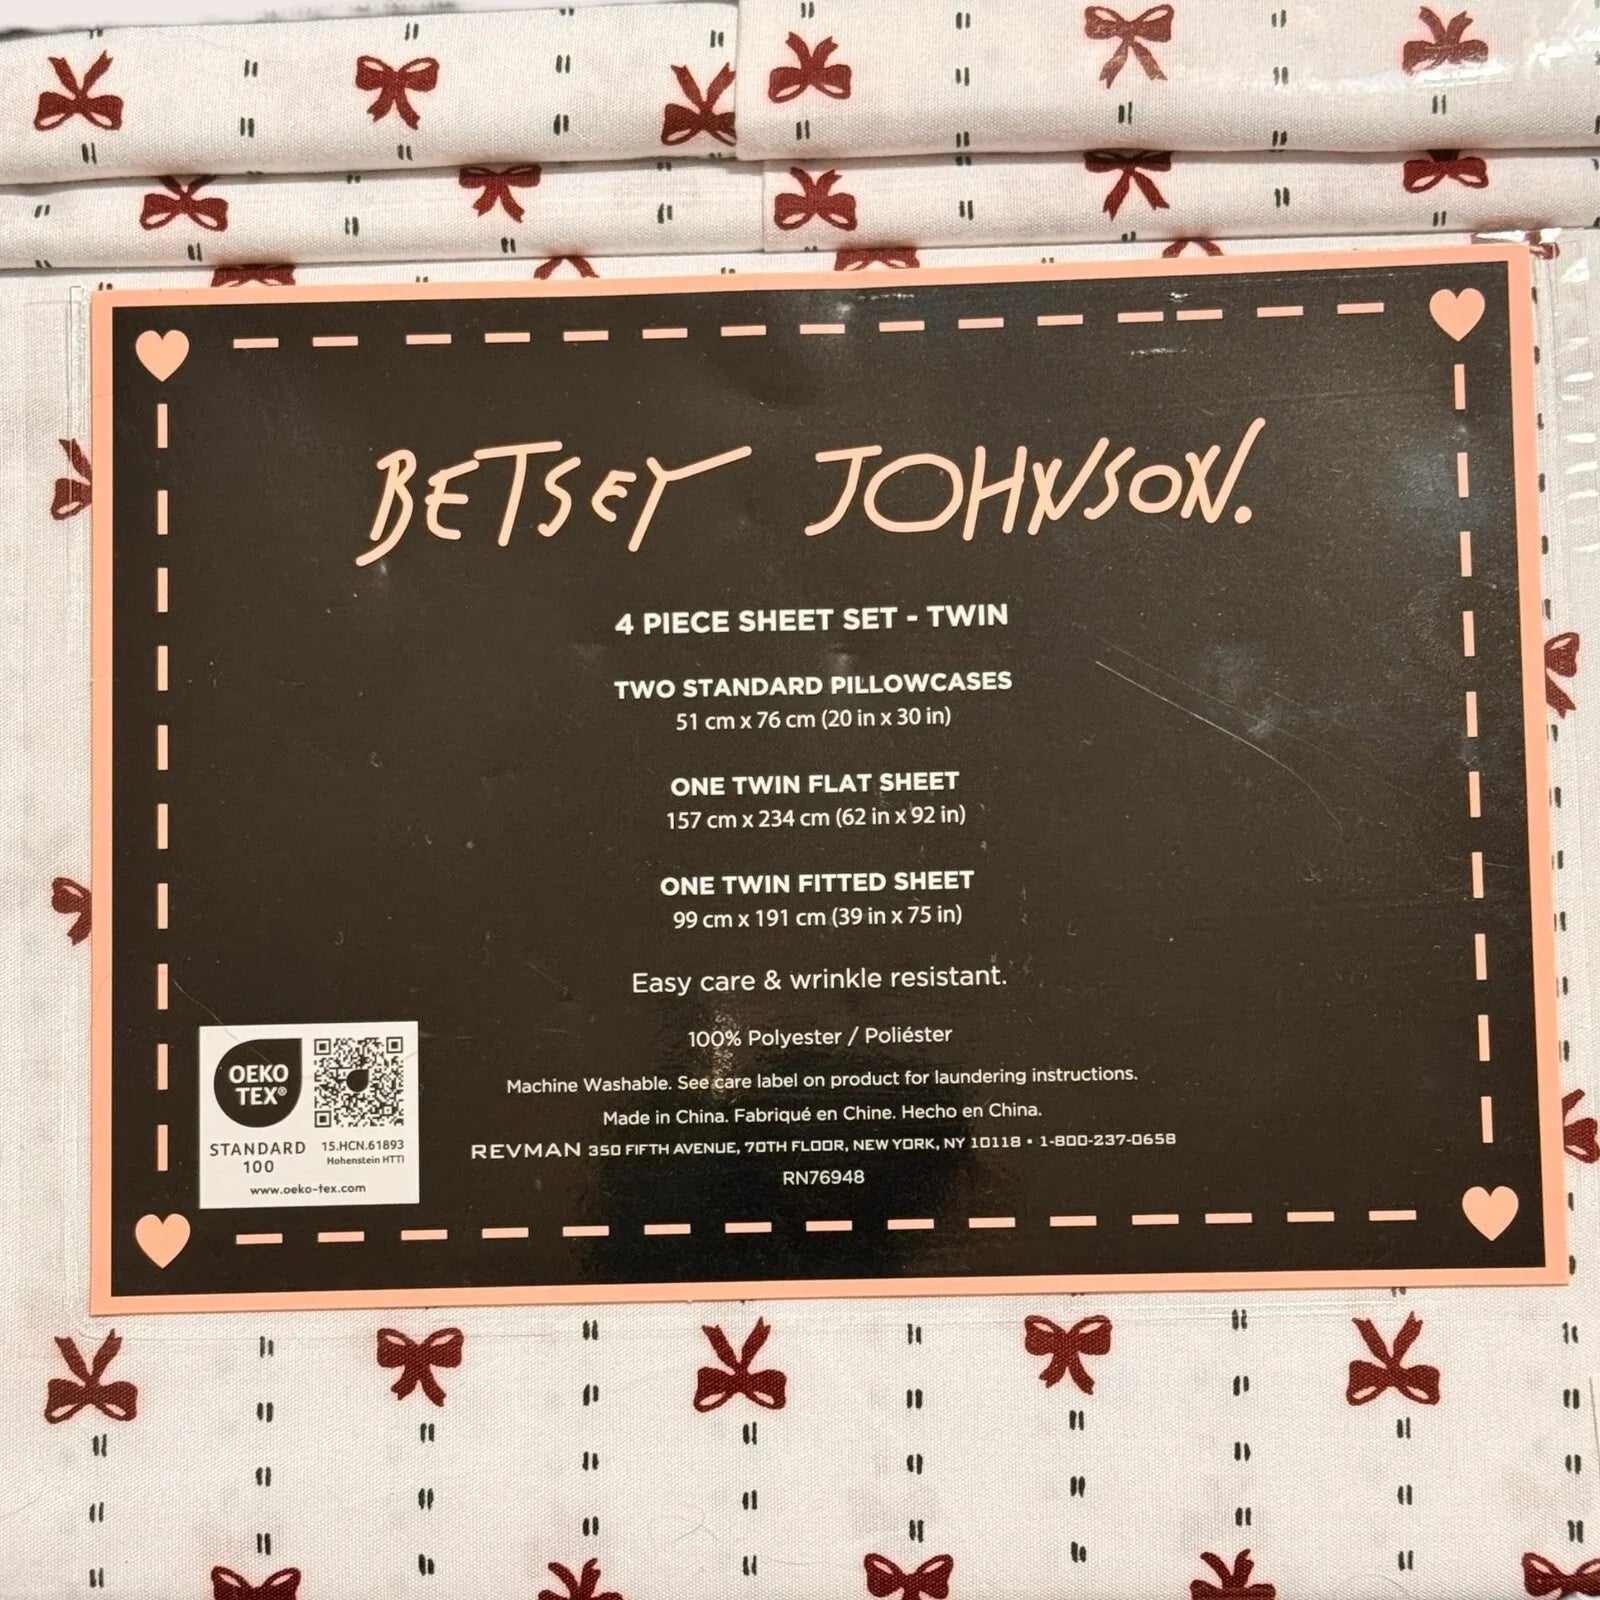 BETSEY JOHNSON.
4 PIECE SHEET SET - TWIN
TWO STANDARD PILLOWCASES
51 cm x 76 cm (20 in x 30 in)
ONE TWIN FLAT SHEET
157 cm x 234 cm (62 in x 92 in)
ONE TWIN FITTED SHEET
99 cm x 191 cm (39 in x 75 in)
Easy care & wrinkle resistant.
100% Polyester / Poliéster
Machine Washable. See care label on product for laundering instructions.
Made in China. Fabriqué en Chine. Hecho en China.
REVMAN 350 FIFTH AVENUE, 70TH FLOOR, NEW YORK, NY 10118 • 1-800-237-0658
RN76948
OEKO
TEX®
STANDARD
100
15.HCN.61893
Hohenstein HTTI
www.oeko-tex.com